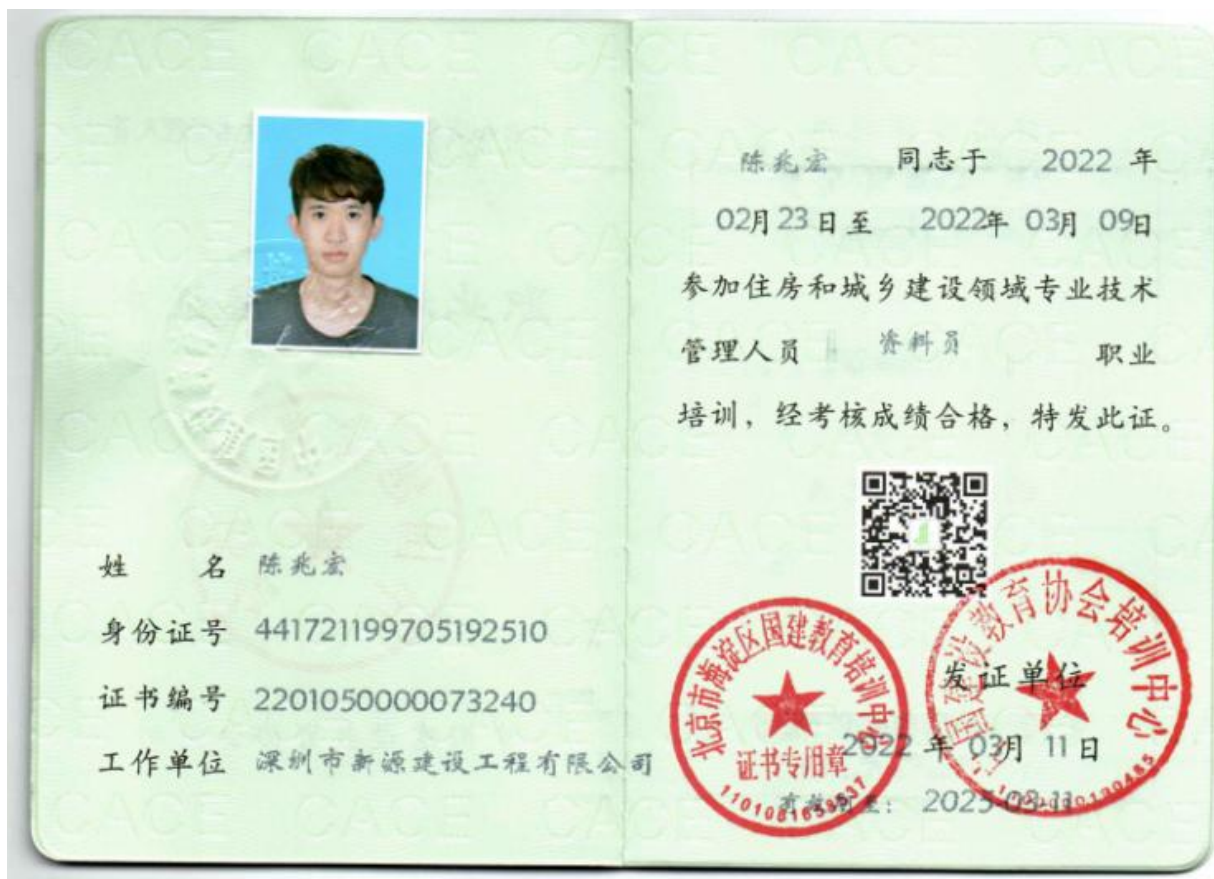 姓 名 陈兆宏
身份证号 441721199705192510
证书编号 2201050000073240
工作单位 深圳市新源建设工程有限公司
陈兆宏 同志于 2022 年
02月 23 日 至 2022年 03月 09日
参加住房和城乡建设领域专业技术
管理人员 资料员 职业
培训，经考核成绩合格，特发此证。
北京市海淀区国建教育培训中心
证书专用章
中国建设教育协会培训中心
发证单位
2022 年 03月 11日
有效期至：2025-03-11
CACE